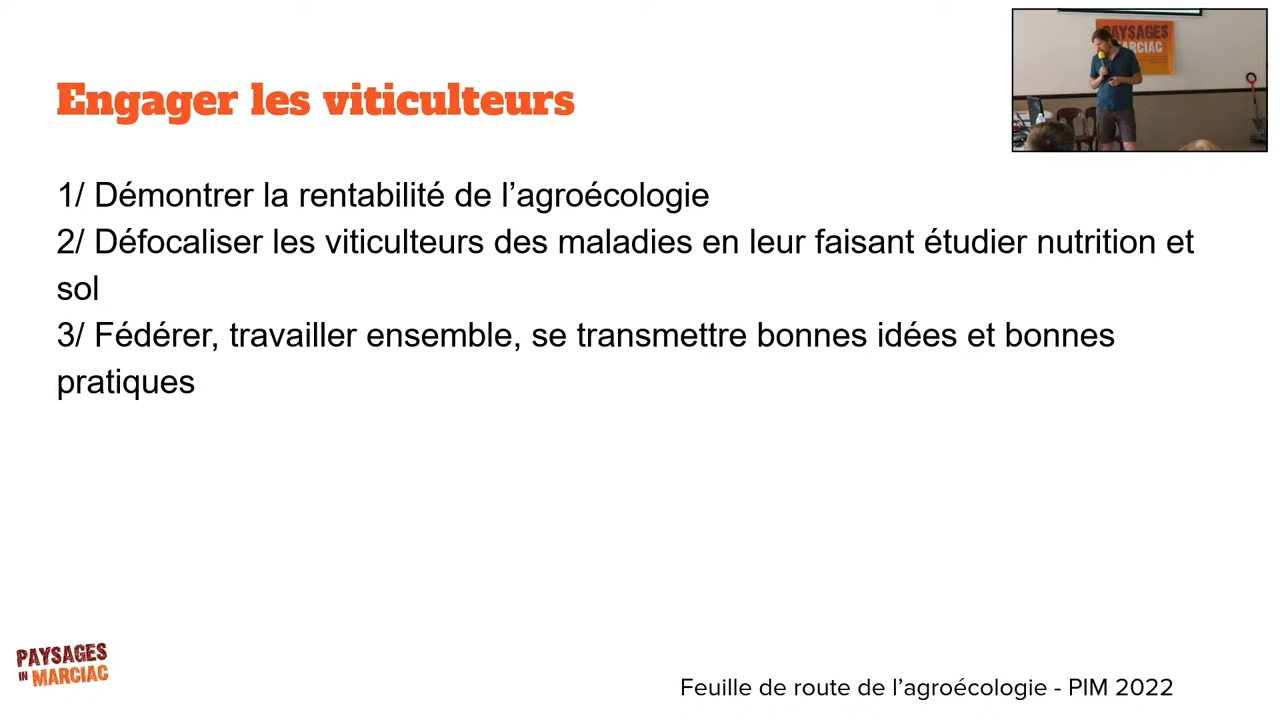 PAYSAGES
MARCIAC
Engager les viticulteurs
1/ Démontrer la rentabilité de l’agroécologie
2/ Défocaliser les viticulteurs des maladies en leur faisant étudier nutrition et
sol
3/ Fédérer, travailler ensemble, se transmettre bonnes idées et bonnes
pratiques
PAYSAGES
IN MARCIAC
Feuille de route de l’agroécologie - PIM 2022